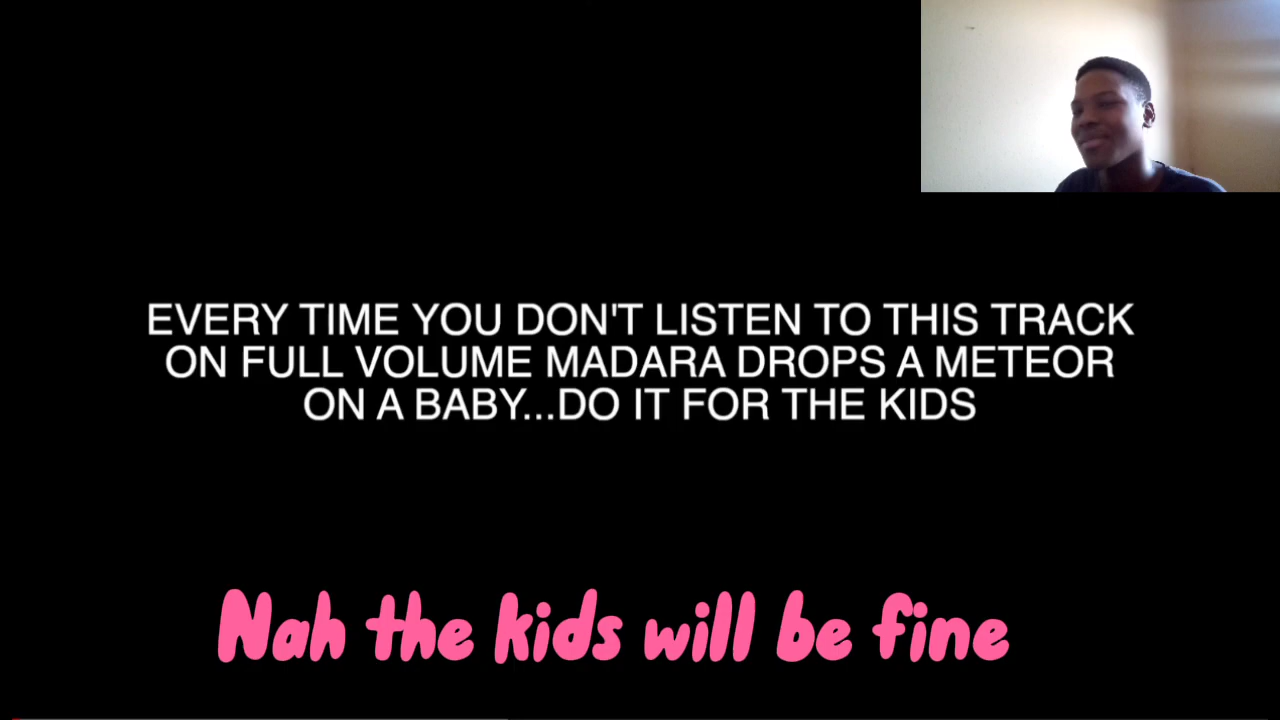 EVERY TIME YOU DON'T LISTEN TO THIS TRACK
ON FULL VOLUME MADARA DROPS A METEOR
ON A BABY...DO IT FOR THE KIDS
Nah the kids will be fine